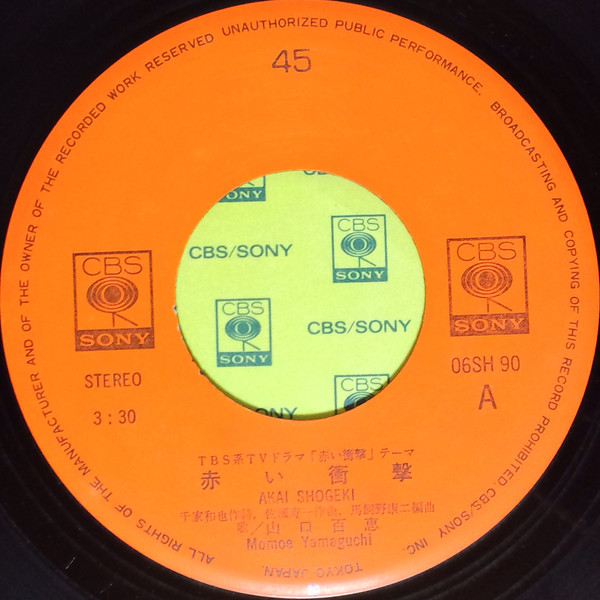 ALL RIGHTS OF THE MANUFACTURER AND OF THE OWNER OF THE RECORDED WORK RESERVED UNAUTHORIZED PUBLIC PERFORMANCE. BROADCASTING AND COPYING OF THIS RECORD PROHIBITED. CBS/SONY INC.
TOKYO JAPAN.
45
SONY
CBS/SONY
CBS
SONY
CBS
SONY
CBS/SONY
CBS
NY
CBS
SONY
STEREO
3:30
CBS
SONY
06SH 90
A
TBS系TVドラマ「赤い衝撃」テーマ
赤い衝撃
AKAI SHOGEKI
千家和也作詩、佐瀬寿一作曲、馬飼野康二編曲
歌/山口百恵
Momoe Yamaguchi